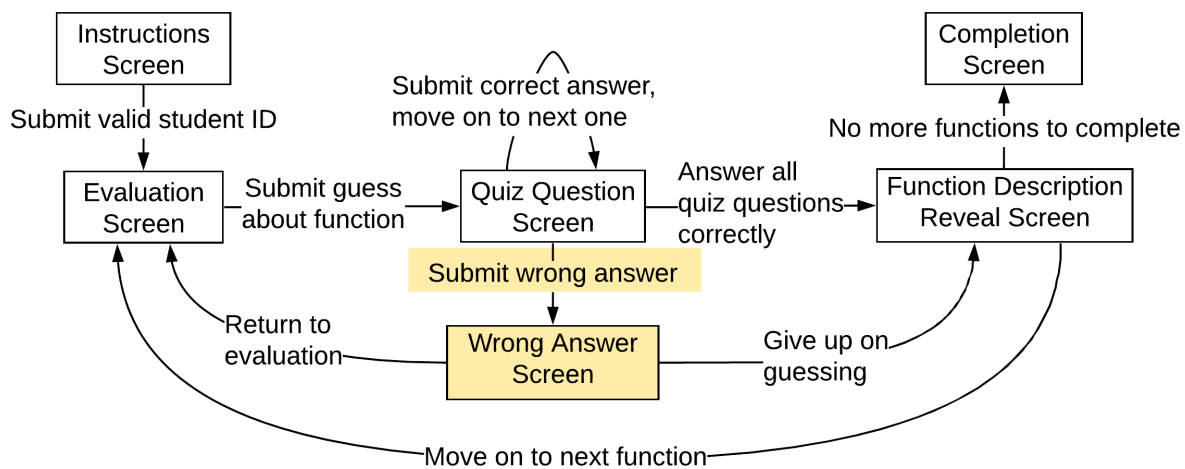 Instructions
Screen
Completion
Screen
Submit correct answer,
move on to next one
Submit valid student ID
No more functions to complete
Evaluation
Screen
Submit guess
about function
Quiz Question
Screen
Answer all
quiz questions
correctly
Function Description
Reveal Screen
Submit wrong answer
Return to
evaluation
Wrong Answer
Screen
Give up on
guessing
Move on to next function